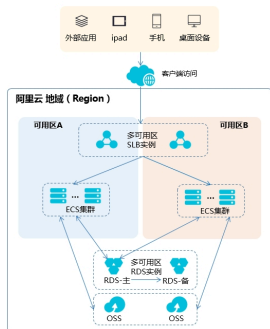 外部应用 ipad 手机 桌面设备
客户端访问
阿里云 地域（Region）
可用区A 可用区B
多可用区
SLB实例
... ...
ECS集群 ECS集群
多可用区
RDS实例
RDS-主 RDS-备
OSS OSS